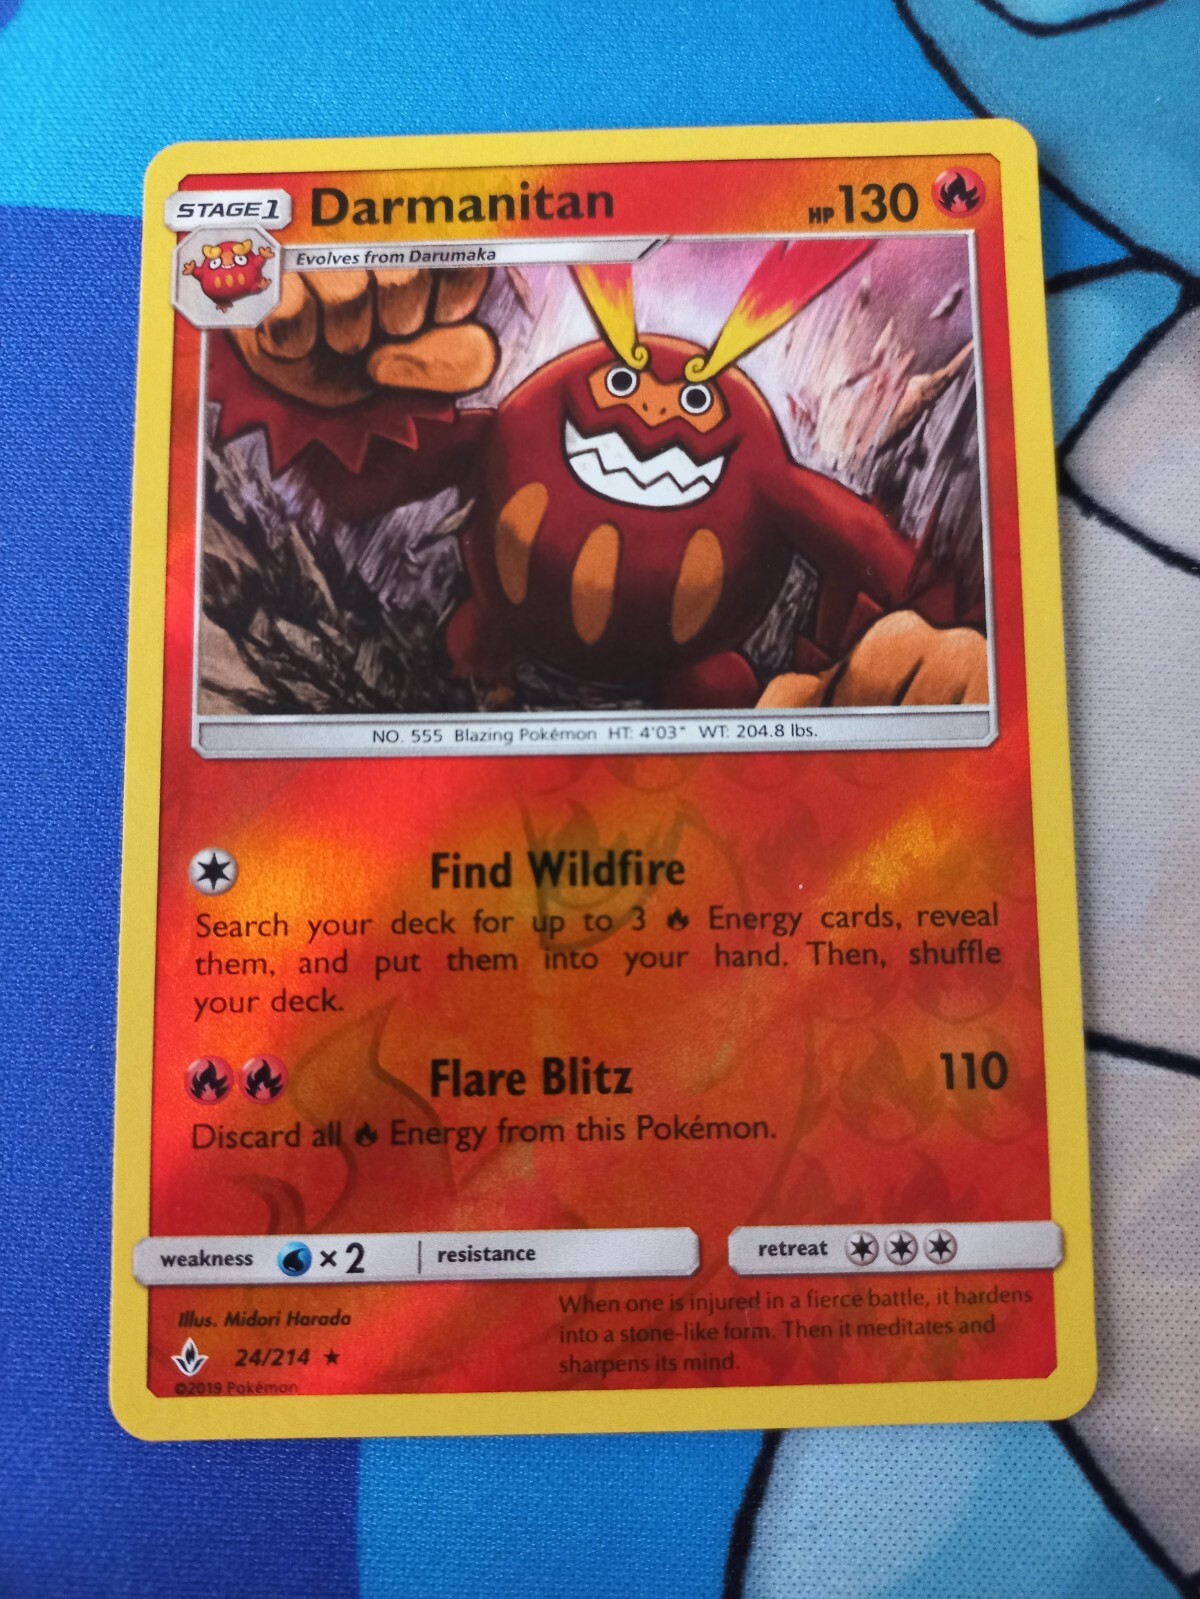 STAGE 1 Darmanitan HP 130
Evolves from Darumaka
NO. 555 Blazing Pokémon HT: 4'03" WT: 204.8 lbs.
Find Wildfire
Search your deck for up to 3 Energy cards, reveal
them, and put them into your hand. Then, shuffle
your deck.
Flare Blitz 110
Discard all Energy from this Pokémon.
weakness × 2 resistance retreat
Illus. Midori Harada
24/214 ★
©2019 Pokémon
When one is injured in a fierce battle, it hardens
into a stone-like form. Then it meditates and
sharpens its mind.